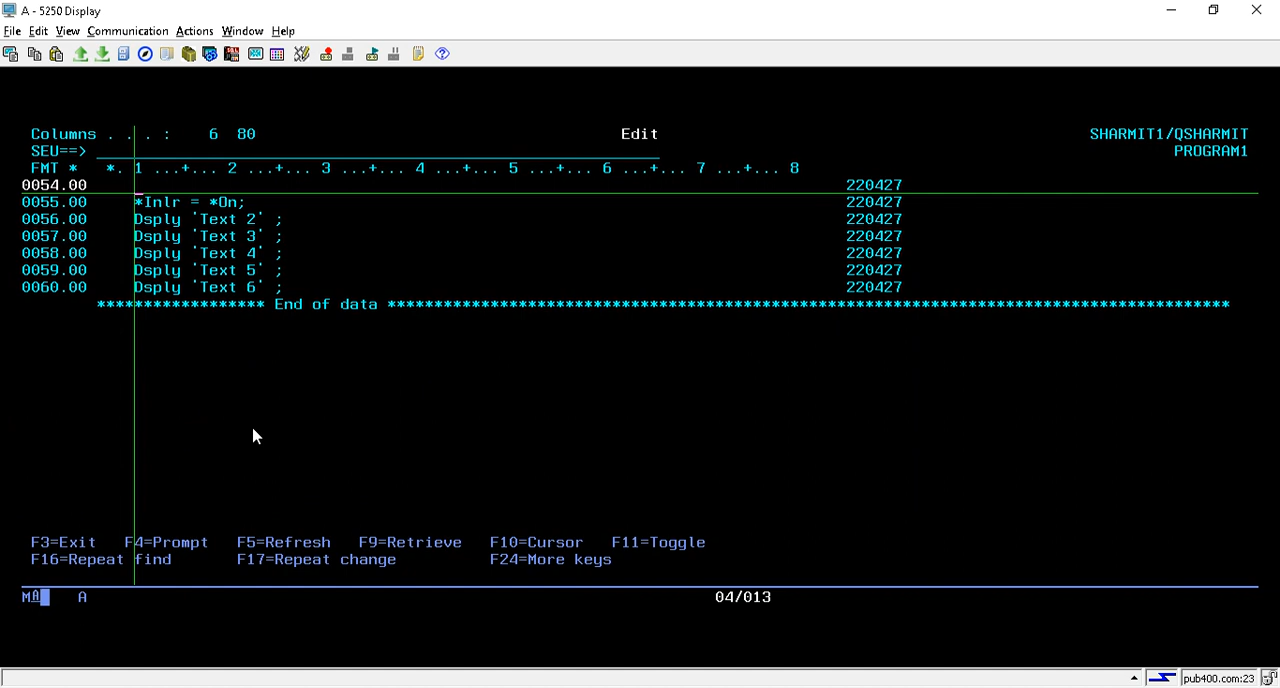 A - 5250 Display
File Edit View Communication Actions Window Help
Columns . . . : 6 80 Edit SHARMIT1/QSHARMIT
SEU==> PROGRAM1
FMT * *. 1 ...+... 2 ...+... 3 ...+... 4 ...+... 5 ...+... 6 ...+... 7 ...+... 8
0054.00 220427
0055.00 *Inlr = *On; 220427
0056.00 Dsply 'Text 2' ; 220427
0057.00 Dsply 'Text 3' ; 220427
0058.00 Dsply 'Text 4' ; 220427
0059.00 Dsply 'Text 5' ; 220427
0060.00 Dsply 'Text 6' ; 220427
****************** End of data ******************************************************************************************
F3=Exit F4=Prompt F5=Refresh F9=Retrieve F10=Cursor F11=Toggle
F16=Repeat find F17=Repeat change F24=More keys
MA A 04/013
pub400.com:23